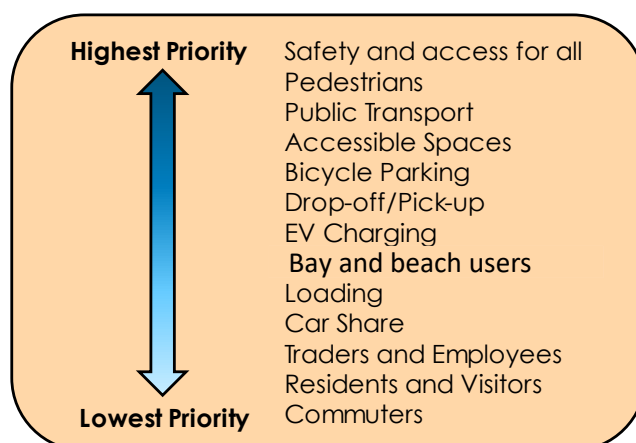 Highest Priority
Safety and access for all
Pedestrians
Public Transport
Accessible Spaces
Bicycle Parking
Drop-off/Pick-up
EV Charging
Bay and beach users
Loading
Car Share
Traders and Employees
Residents and Visitors
Lowest Priority
Commuters